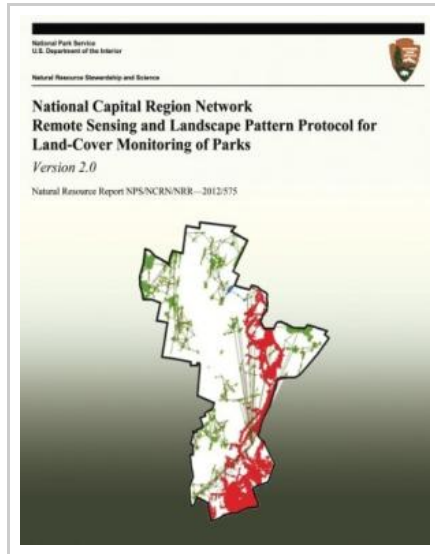 National Park Service
U.S. Department of the Interior
Natural Resource Stewardship and Science
National Capital Region Network
Remote Sensing and Landscape Pattern Protocol for
Land-Cover Monitoring of Parks
Version 2.0
Natural Resource Report NPS/NCRN/NRR—2012/575